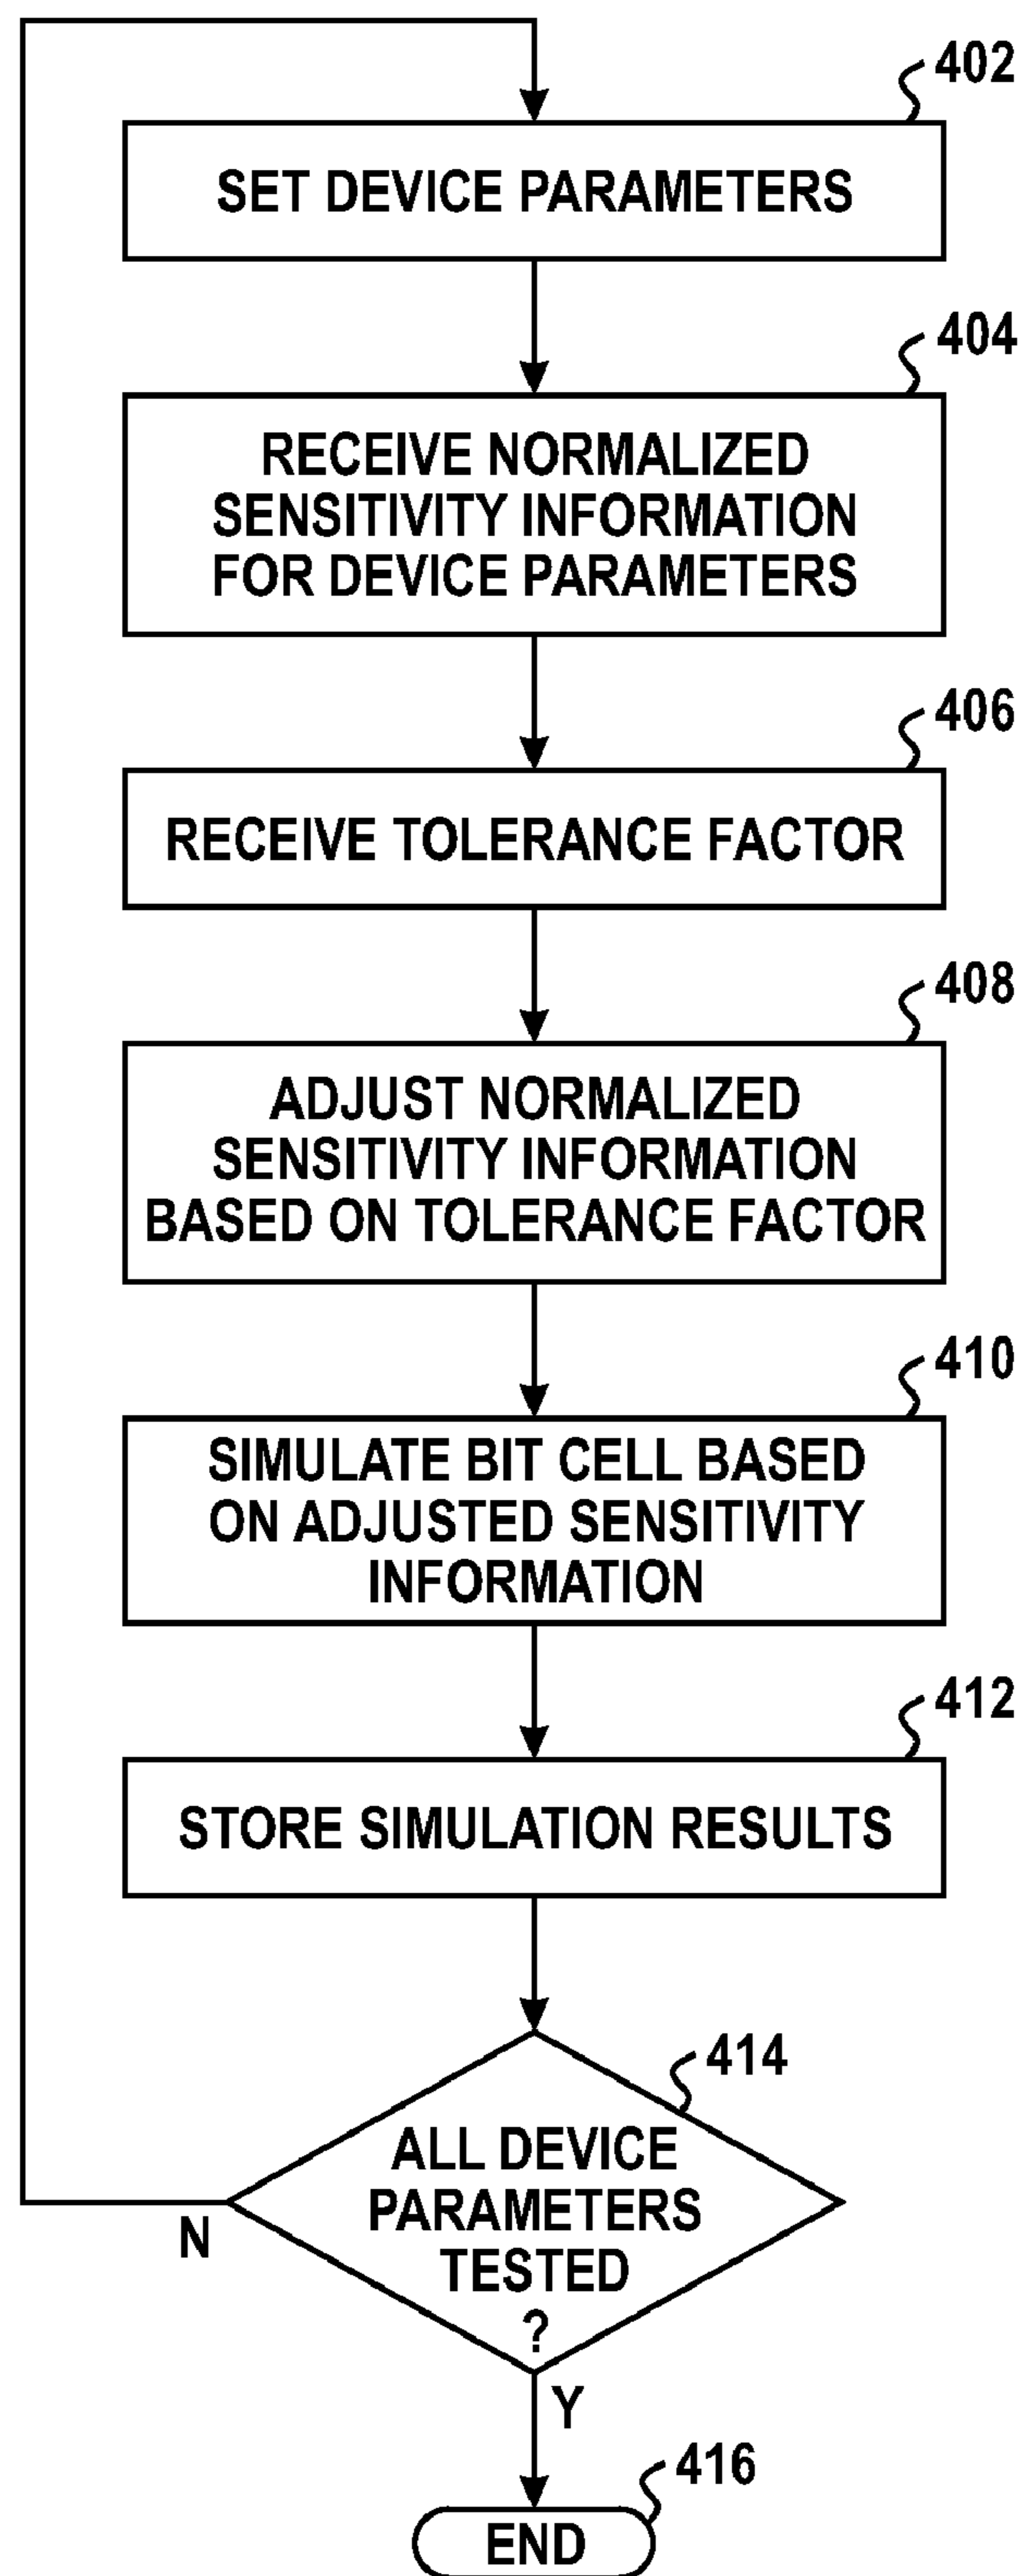 402
SET DEVICE PARAMETERS
404
RECEIVE NORMALIZED
SENSITIVITY INFORMATION
FOR DEVICE PARAMETERS
406
RECEIVE TOLERANCE FACTOR
408
ADJUST NORMALIZED
SENSITIVITY INFORMATION
BASED ON TOLERANCE FACTOR
410
SIMULATE BIT CELL BASED
ON ADJUSTED SENSITIVITY
INFORMATION
412
STORE SIMULATION RESULTS
414
ALL DEVICE
PARAMETERS
TESTED
?
N
Y
416
END